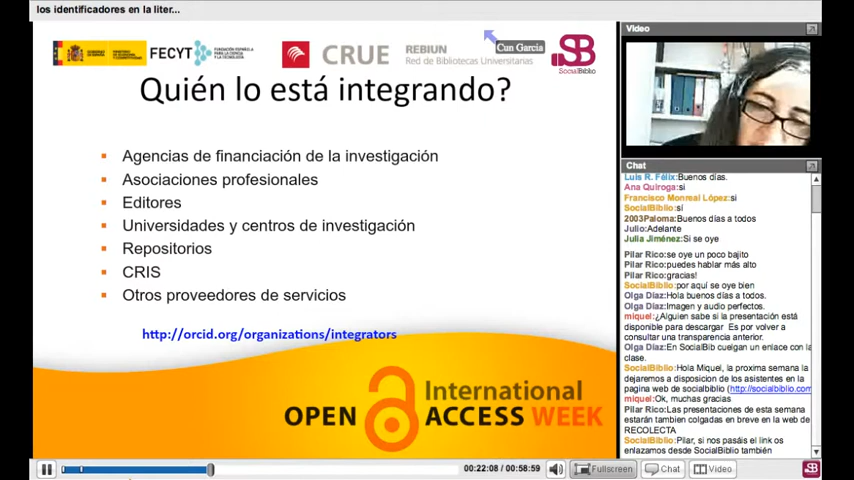 los identificadores en la liter...
FECYT
CRUE
REBIUN
Red de Bibliotecas Universitarias
Cun García
SB
SocialBiblio
Quién lo está integrando?
Agencias de financiación de la investigación
Asociaciones profesionales
Editores
Universidades y centros de investigación
Repositorios
CRIS
Otros proveedores de servicios
http://orcid.org/organizations/integrators
International
OPEN ACCESS WEEK
Video
Chat
Luis R. Félix:Buenos días.
Ana Quiroga:si
Francisco Monreal López:si
SocialBiblio:sí
2003Paloma:Buenos días a todos
Julio:Adelante
Julia Jiménez:Si se oye
Pilar Rico:se oye un poco bajito
Pilar Rico:puedes hablar más alto
Pilar Rico:gracias!
SocialBiblio:por aquí se oye bien
Olga Díaz:Hola buenos días a todos.
Olga Díaz:Imagen y audio perfectos.
miquel:¿Alguien sabe si la presentación está
disponible para descargar Es por volver a
consultar una transparencia anterior.
Olga Díaz:En SocialBib cuelgan un enlace con la
clase.
SocialBiblio:Hola Miquel, la proxima semana la
dejaremos a disposicion de los asistentes en la
pagina web de socialbiblio (http://socialbiblio.com
miquel:Ok, muchas gracias
Pilar Rico:Las presentaciones de esta semana
estarán tambien colgadas en breve en la web de
RECOLECTA
SocialBiblio:Pilar, si nos pasáis el link os
enlazamos desde SocialBiblio también
00:22:08 / 00:58:59
Fullscreen
Chat
Video
SB